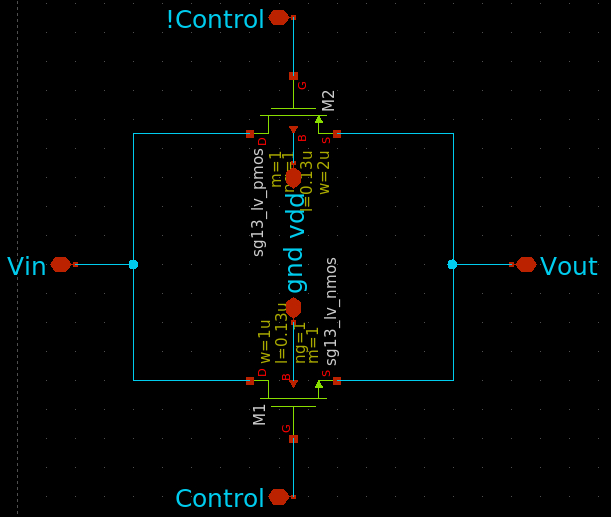 !Control
G
M2
D
B
S
sg13_lv_pmos
m=1
ng=1
l=0.13u
w=2u
vdd
Vin
Vout
gnd
w=1u
l=0.13u
ng=1
m=1
sg13_lv_nmos
D
B
S
M1
G
Control